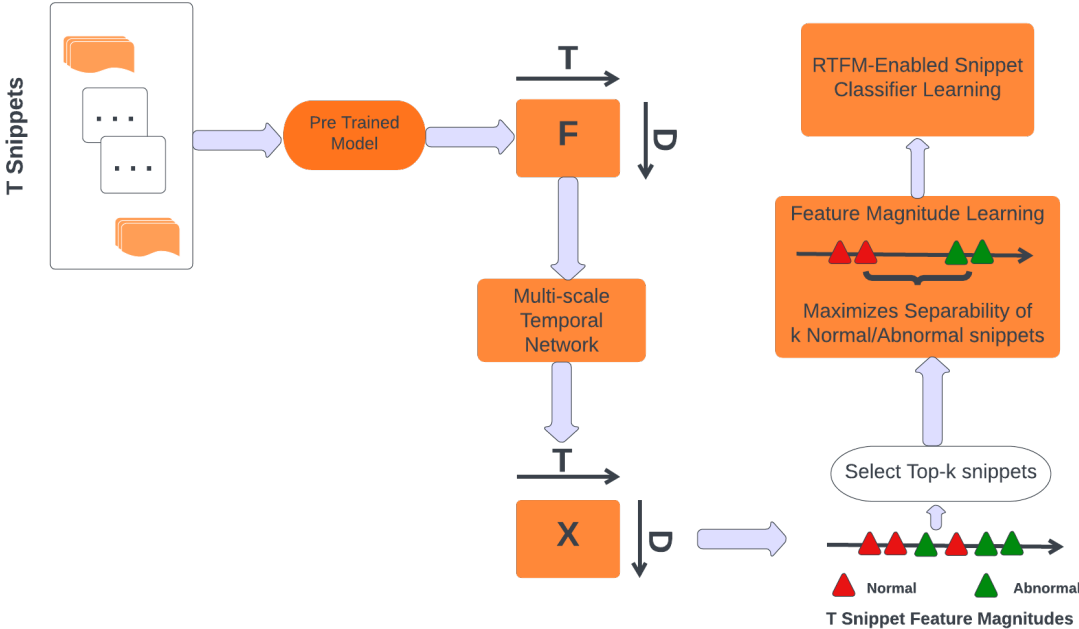 T Snippets
...
...
Pre Trained
Model
T
F
D
Multi-scale
Temporal
Network
T
X
D
RTFM-Enabled Snippet
Classifier Learning
Feature Magnitude Learning
Maximizes Separability of
k Normal/Abnormal snippets
Select Top-k snippets
Normal
Abnormal
T Snippet Feature Magnitudes